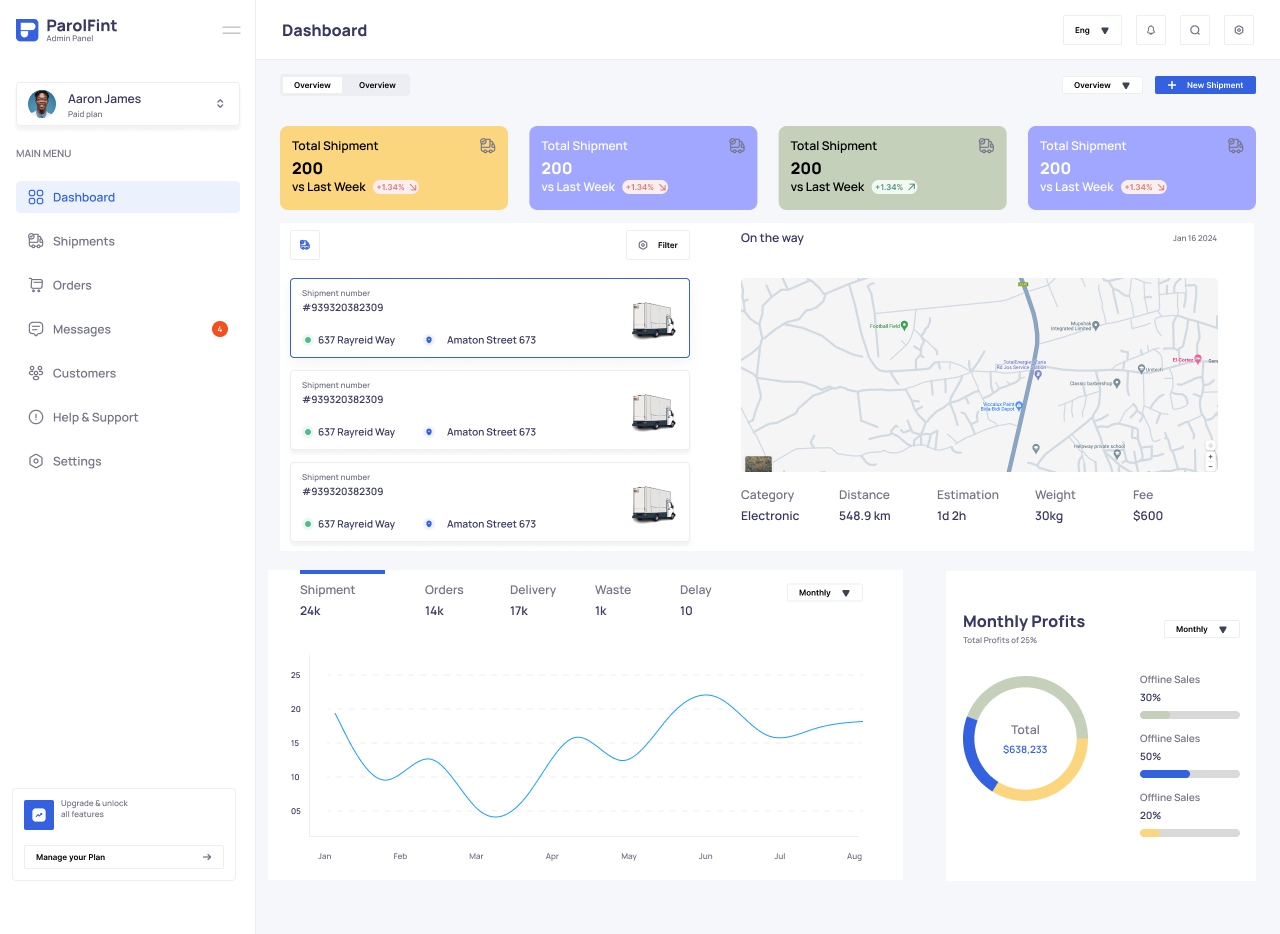 ParolFint
Admin Panel
Aaron James
Paid plan
MAIN MENU
Dashboard
Shipments
Orders
Messages
4
Customers
Help & Support
Settings
Upgrade & unlock
all features
Manage your Plan
Dashboard
Eng
Overview
Overview
Overview
New Shipment
Total Shipment
200
vs Last Week +1.34%
Total Shipment
200
vs Last Week +1.34%
Total Shipment
200
vs Last Week +1.34%
Total Shipment
200
vs Last Week +1.34%
Filter
Shipment number
#939320382309
637 Rayreid Way
Amaton Street 673
Shipment number
#939320382309
637 Rayreid Way
Amaton Street 673
Shipment number
#939320382309
637 Rayreid Way
Amaton Street 673
On the way
Jan 16 2024
Football Field
Integrated Limited
Rd Jos Service Station
El-Cortez
Unitech
Classic barbershop
Bida-Bidi Depot
Helpway private school
+
−
Category
Electronic
Distance
548.9 km
Estimation
1d 2h
Weight
30kg
Fee
$600
Shipment
24k
Orders
14k
Delivery
17k
Waste
1k
Delay
10
Monthly
25
20
15
10
05
Jan
Feb
Mar
Apr
May
Jun
Jul
Aug
Monthly Profits
Total Profits of 25%
Monthly
Total
$638,233
Offline Sales
30%
Offline Sales
50%
Offline Sales
20%